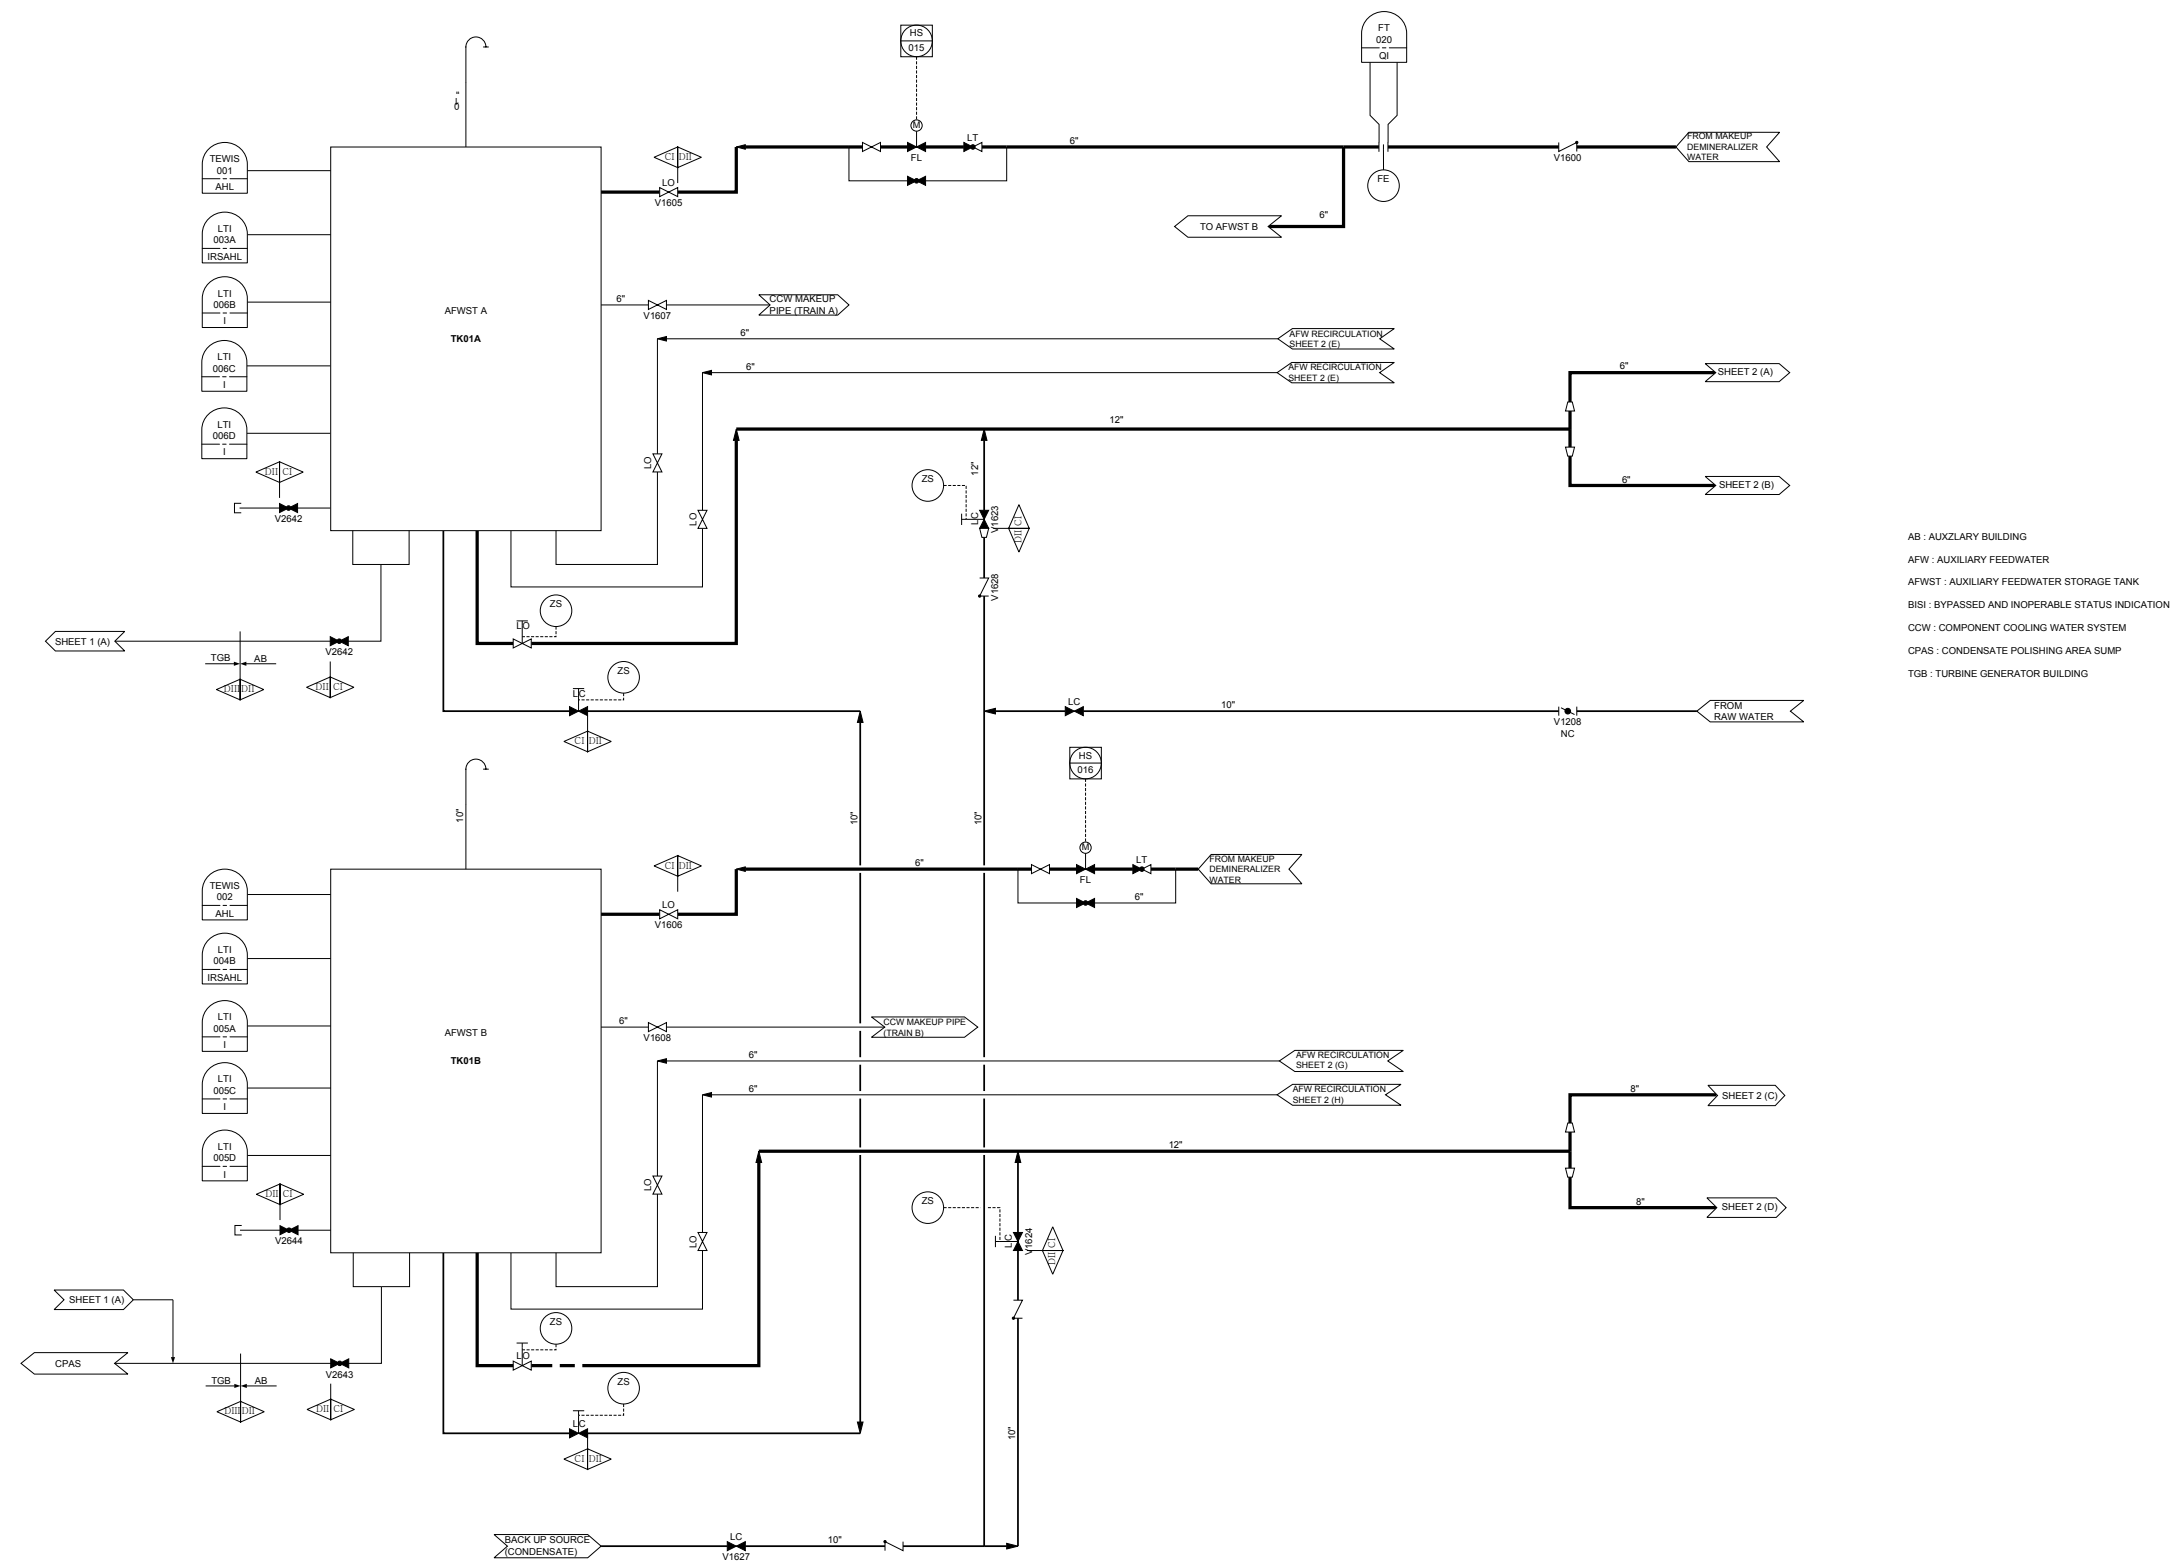 HS
015
FT
020
QI
10"
TEWIS
001
AHL
CI DII
LO
V1605
M
FL
LT
6"
V1600
FROM MAKEUP
DEMINERALIZER
WATER
FE
TO AFWST B
6"
LTI
003A
IRSAHL
LTI
006B
I
AFWST A
TK01A
6"
V1607
CCW MAKEUP
PIPE (TRAIN A)
6"
AFW RECIRCULATION
SHEET 2 (E)
LTI
006C
I
6"
AFW RECIRCULATION
SHEET 2 (E)
6"
SHEET 2 (A)
LTI
006D
I
12"
DII CI
V2642
LO
LO
ZS
12"
LC
V1623
DII CI
6"
SHEET 2 (B)
V1628
AB : AUXZLARY BUILDING
AFW : AUXILIARY FEEDWATER
AFWST : AUXILIARY FEEDWATER STORAGE TANK
BISI : BYPASSED AND INOPERABLE STATUS INDICATION
CCW : COMPONENT COOLING WATER SYSTEM
CPAS : CONDENSATE POLISHING AREA SUMP
TGB : TURBINE GENERATOR BUILDING
ZS
LO
SHEET 1 (A)
V2642
TGB
AB
DIII DII
DII CI
ZS
LC
CI DII
LC
10"
V1208
NC
FROM
RAW WATER
HS
016
10"
10"
10"
TEWIS
002
AHL
CI DII
LO
V1606
6"
M
FL
LT
6"
FROM MAKEUP
DEMINERALIZER
WATER
LTI
004B
IRSAHL
LTI
005A
I
AFWST B
TK01B
6"
V1608
CCW MAKEUP PIPE
(TRAIN B)
6"
AFW RECIRCULATION
SHEET 2 (G)
LTI
005C
I
6"
AFW RECIRCULATION
SHEET 2 (H)
8"
SHEET 2 (C)
LTI
005D
I
12"
DII CI
V2644
LO
LO
ZS
LC
V1624
DII CI
8"
SHEET 2 (D)
SHEET 1 (A)
ZS
LO
CPAS
V2643
TGB
AB
DIII DII
DII CI
ZS
LC
CI DII
10"
BACK UP SOURCE
(CONDENSATE)
LC
V1627
10"